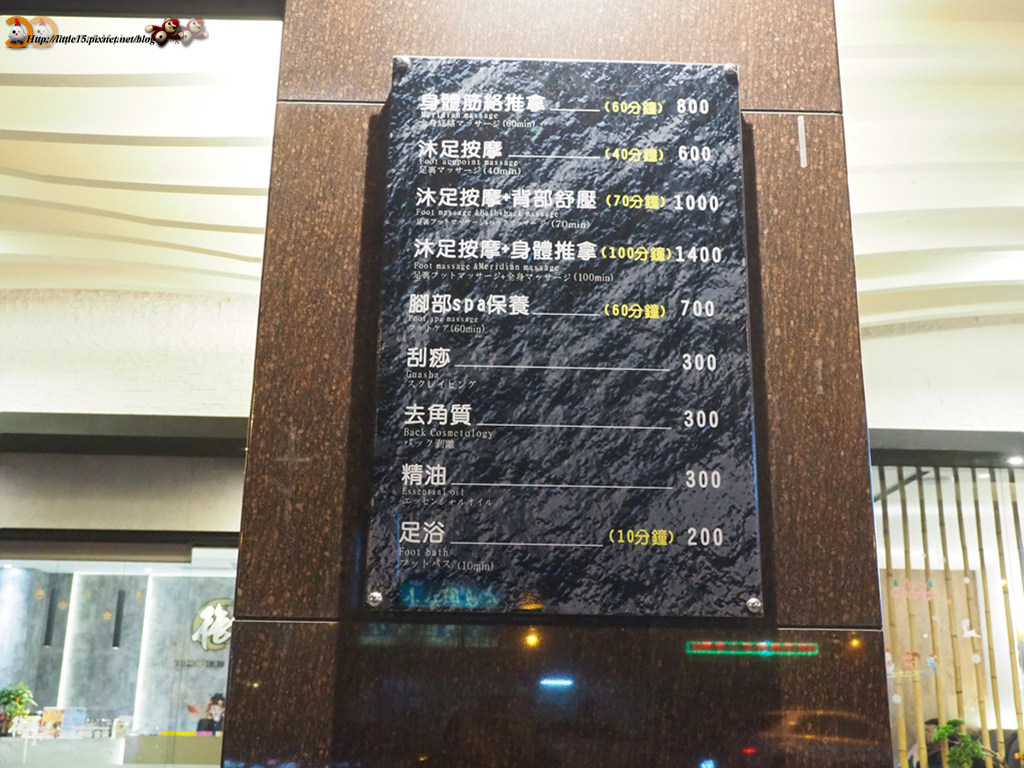 Http://little15.pixnet.net/blog
身體筋絡推拿 (60分鐘) 800
Meridian massage
全身経絡マッサージ (60min)
沐足按摩 (40分鐘) 600
Foot acupoint massage
足裏マッサージ (40min)
沐足按摩+背部舒壓 (70分鐘) 1000
Foot massage &Bath+back massage
(70min)
沐足按摩+身體推拿 (100分鐘) 1400
Foot massage &Meridian massage
足裏フットマッサージ+全身マッサージ (100min)
腳部spa保養 (60分鐘) 700
Foot spa massage
フットケア(60min)
刮痧 300
Guasha
スクレイピング
去角質 300
Back Cosmetology
バック剥離
精油 300
Essential oil
エッセンシャルオイル
足浴 (10分鐘) 200
Foot bath
フットバス (10min)